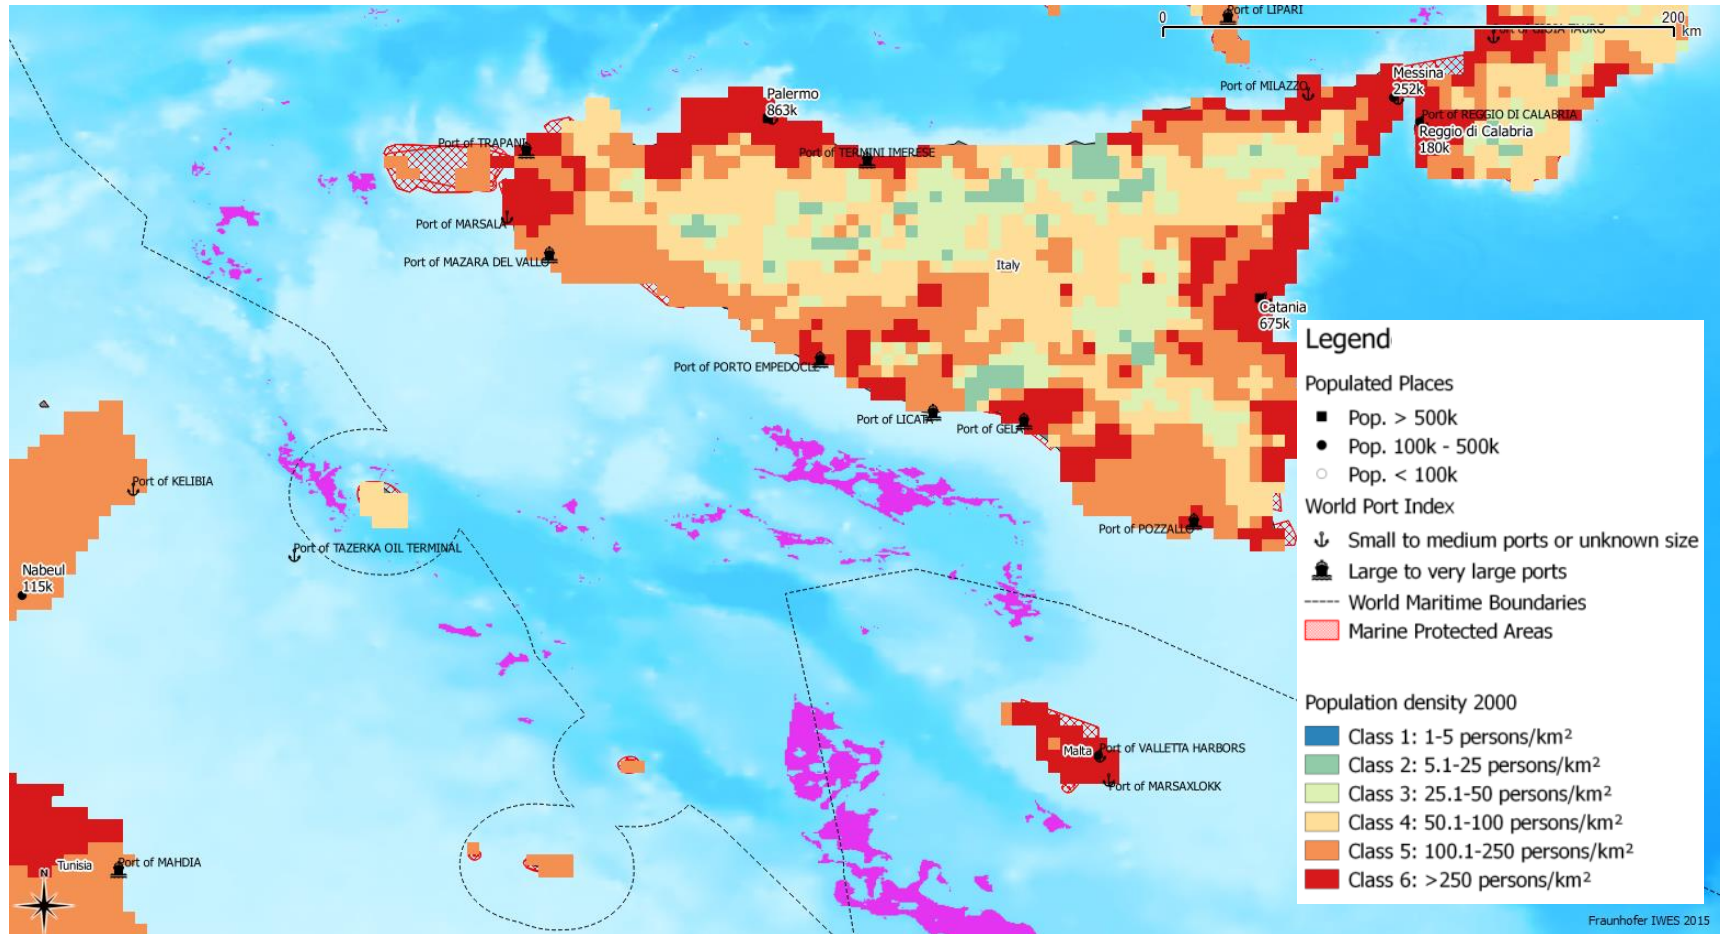 Port of LIPARI
0
200
km
Port of GIOIA TAURO
Messina
252k
Port of MILAZZO
Palermo
863k
Port of REGGIO DI CALABRIA
Reggio di Calabria
180k
Port of TRAPANI
Port of TERMINI IMERESE
Port of MARSALA
Port of MAZARA DEL VALLO
Italy
Catania
675k
Port of PORTO EMPEDOCLE
Port of LICATA
Port of GELA
Port of KELIBIA
Port of POZZALLO
Port of TAZERKA OIL TERMINAL
Nabeul
115k
Malta
Port of VALLETTA HARBORS
Port of MARSAXLOKK
Tunisia
Port of MAHDIA
N
Legend
Populated Places
Pop. > 500k
Pop. 100k - 500k
Pop. < 100k
World Port Index
Small to medium ports or unknown size
Large to very large ports
World Maritime Boundaries
Marine Protected Areas
Population density 2000
Class 1: 1-5 persons/km²
Class 2: 5.1-25 persons/km²
Class 3: 25.1-50 persons/km²
Class 4: 50.1-100 persons/km²
Class 5: 100.1-250 persons/km²
Class 6: >250 persons/km²
Fraunhofer IWES 2015